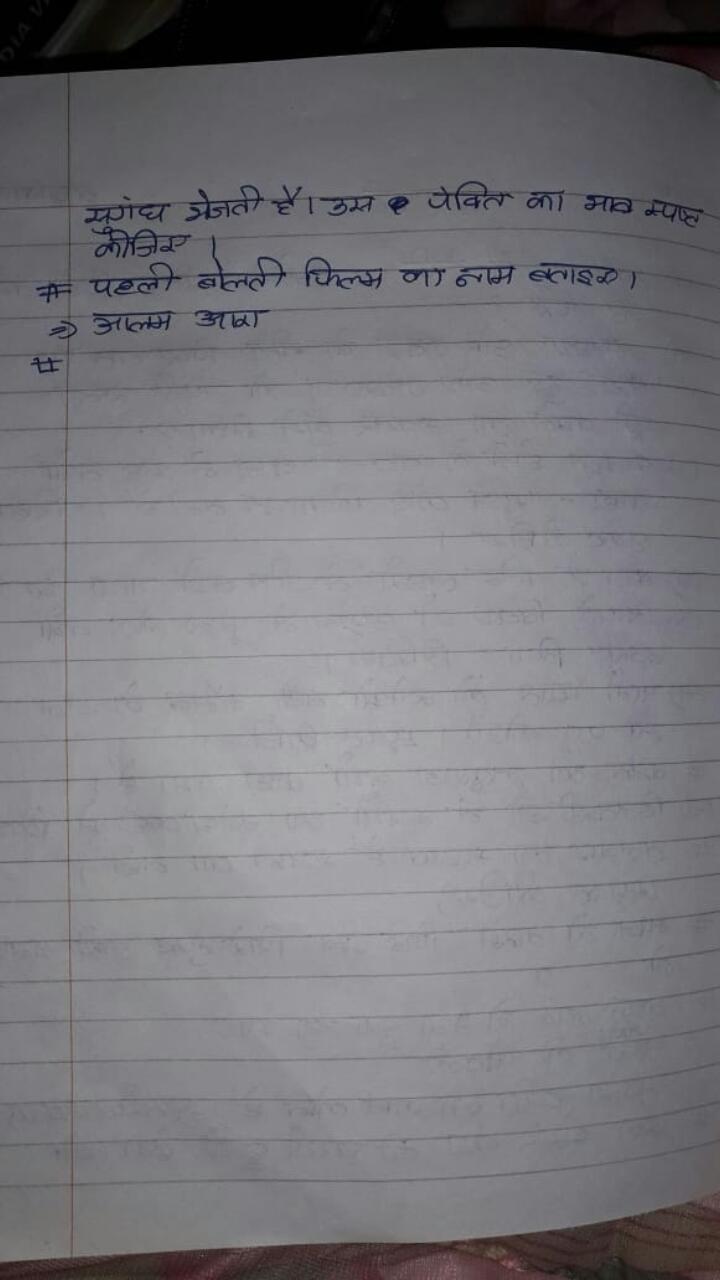 सुगंध भेजती है। उस पंक्ति का भाव स्पष्ट
कीजिए।
# पहली बोलती फिल्म का नाम बताइए।
⇒ आलम आरा
#